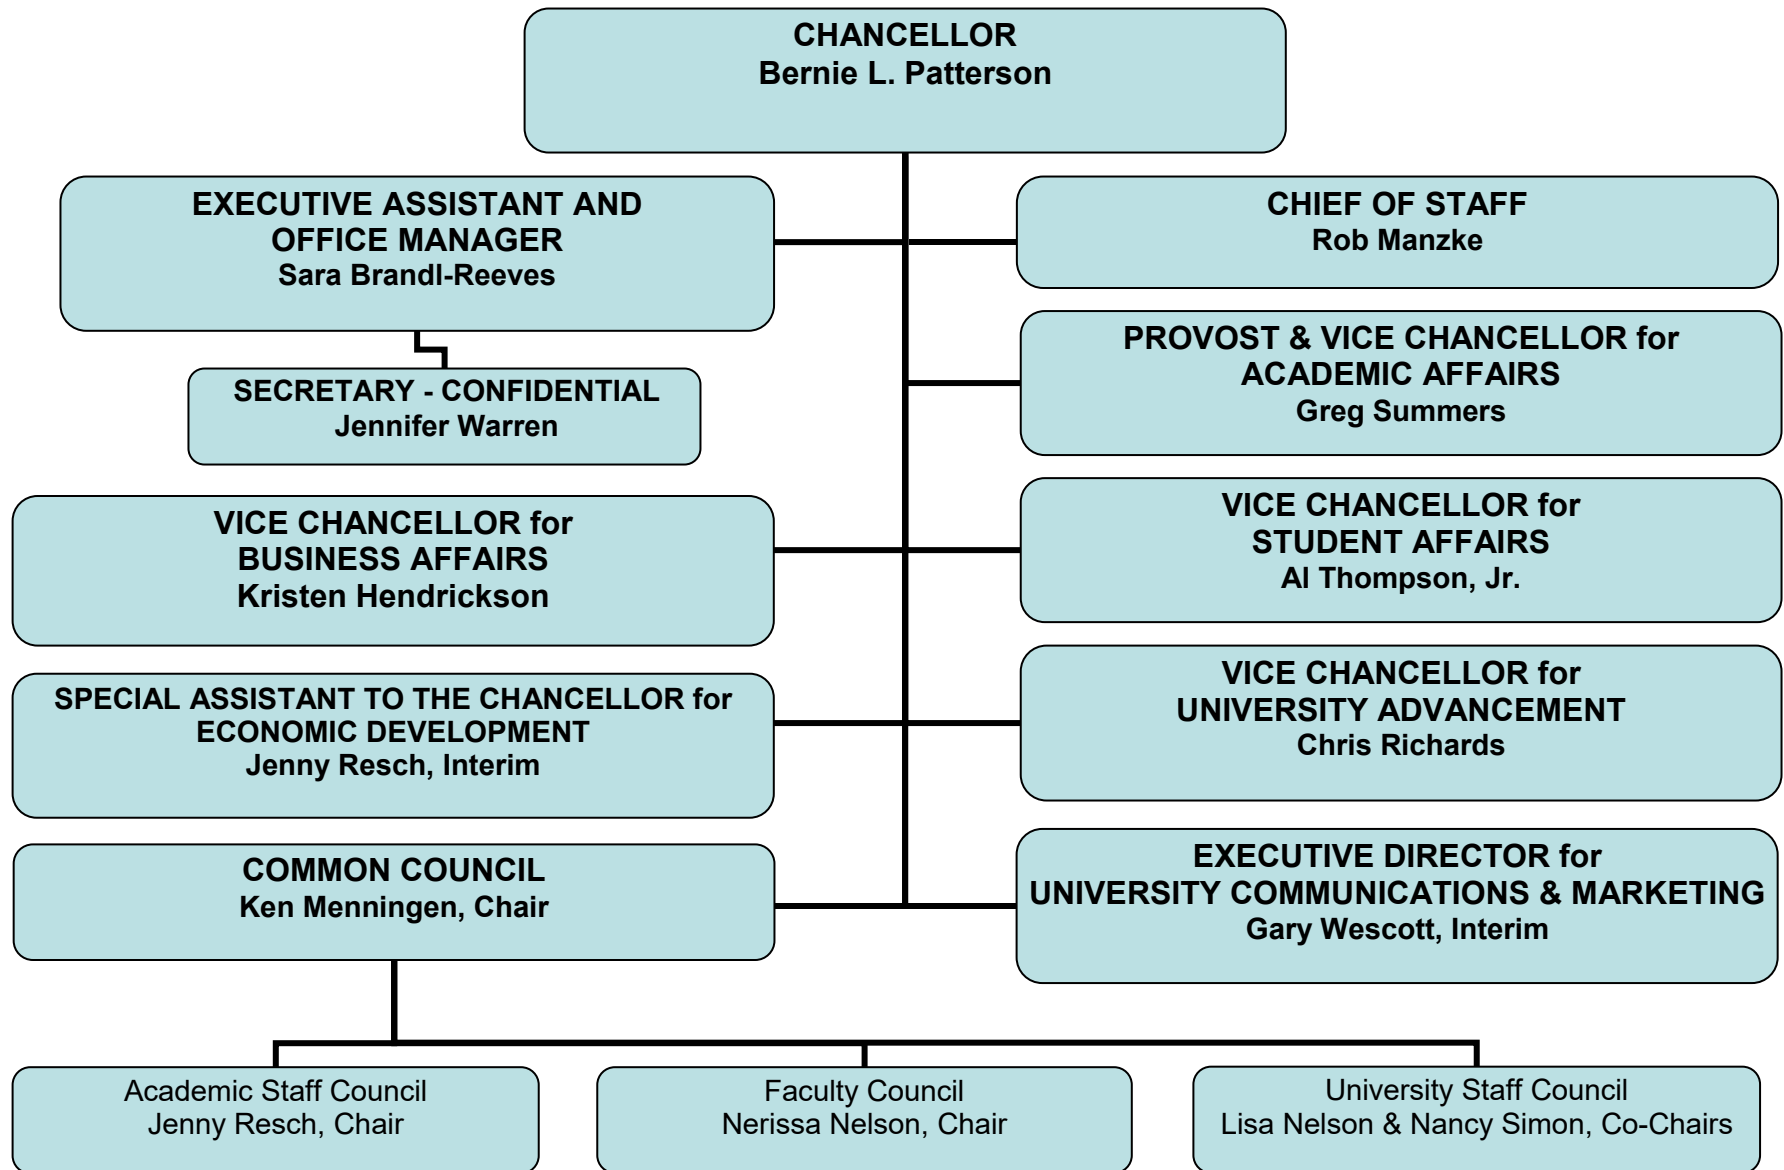 CHANCELLOR
Bernie L. Patterson
EXECUTIVE ASSISTANT AND
OFFICE MANAGER
Sara Brandl-Reeves
CHIEF OF STAFF
Rob Manzke
PROVOST & VICE CHANCELLOR for
ACADEMIC AFFAIRS
Greg Summers
SECRETARY - CONFIDENTIAL
Jennifer Warren
VICE CHANCELLOR for
BUSINESS AFFAIRS
Kristen Hendrickson
VICE CHANCELLOR for
STUDENT AFFAIRS
Al Thompson, Jr.
SPECIAL ASSISTANT TO THE CHANCELLOR for
ECONOMIC DEVELOPMENT
Jenny Resch, Interim
VICE CHANCELLOR for
UNIVERSITY ADVANCEMENT
Chris Richards
COMMON COUNCIL
Ken Menningen, Chair
EXECUTIVE DIRECTOR for
UNIVERSITY COMMUNICATIONS & MARKETING
Gary Wescott, Interim
Academic Staff Council
Jenny Resch, Chair
Faculty Council
Nerissa Nelson, Chair
University Staff Council
Lisa Nelson & Nancy Simon, Co-Chairs